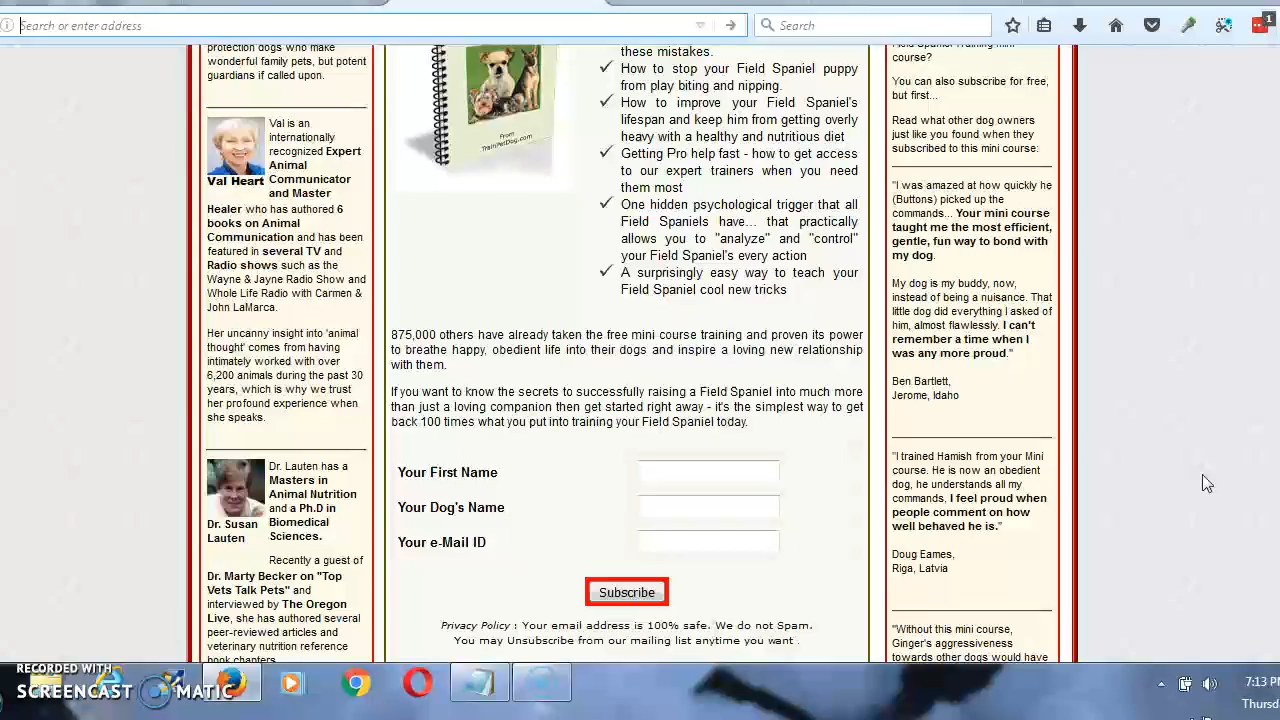 Search or enter address
Search
1
protection dogs who make
wonderful family pets, but potent
guardians if called upon.
Val is an
internationally
recognized Expert
Animal
Communicator
and Master
Val Heart
Healer who has authored 6
books on Animal
Communication and has been
featured in several TV and
Radio shows such as the
Wayne & Jayne Radio Show and
Whole Life Radio with Carmen &
John LaMarca.
Her uncanny insight into 'animal
thought' comes from having
intimately worked with over
6,200 animals during the past 30
years, which is why we trust
her profound experience when
she speaks.
Dr. Lauten has a
Masters in
Animal Nutrition
and a Ph.D in
Biomedical
Sciences.
Dr. Susan
Lauten
Recently a guest of
Dr. Marty Becker on "Top
Vets Talk Pets" and
interviewed by The Oregon
Live, she has authored several
peer-reviewed articles and
veterinary nutrition reference
book chapters.
From
TrainPetDog.com
these mistakes.
How to stop your Field Spaniel puppy
from play biting and nipping.
How to improve your Field Spaniel's
lifespan and keep him from getting overly
heavy with a healthy and nutritious diet
Getting Pro help fast - how to get access
to our expert trainers when you need
them most
One hidden psychological trigger that all
Field Spaniels have... that practically
allows you to "analyze" and "control"
your Field Spaniel's every action
A surprisingly easy way to teach your
Field Spaniel cool new tricks
875,000 others have already taken the free mini course training and proven its power
to breathe happy, obedient life into their dogs and inspire a loving new relationship
with them.
If you want to know the secrets to successfully raising a Field Spaniel into much more
than just a loving companion then get started right away - it's the simplest way to get
back 100 times what you put into training your Field Spaniel today.
Your First Name
Your Dog's Name
Your e-Mail ID
Subscribe
Privacy Policy : Your email address is 100% safe. We do not Spam.
You may Unsubscribe from our mailing list anytime you want .
Field Spaniel Training mini
course?
You can also subscribe for free,
but first...
Read what other dog owners
just like you found when they
subscribed to this mini course:
"I was amazed at how quickly he
(Buttons) picked up the
commands... Your mini course
taught me the most efficient,
gentle, fun way to bond with
my dog.
My dog is my buddy, now,
instead of being a nuisance. That
little dog did everything I asked of
him, almost flawlessly. I can't
remember a time when I
was any more proud."
Ben Bartlett,
Jerome, Idaho
"I trained Hamish from your Mini
course. He is now an obedient
dog, he understands all my
commands, I feel proud when
people comment on how
well behaved he is."
Doug Eames,
Riga, Latvia
"Without this mini course,
Ginger's aggressiveness
towards other dogs would have
RECORDED WITH
SCREENCAST MATIC
7:13 PM
Thursd